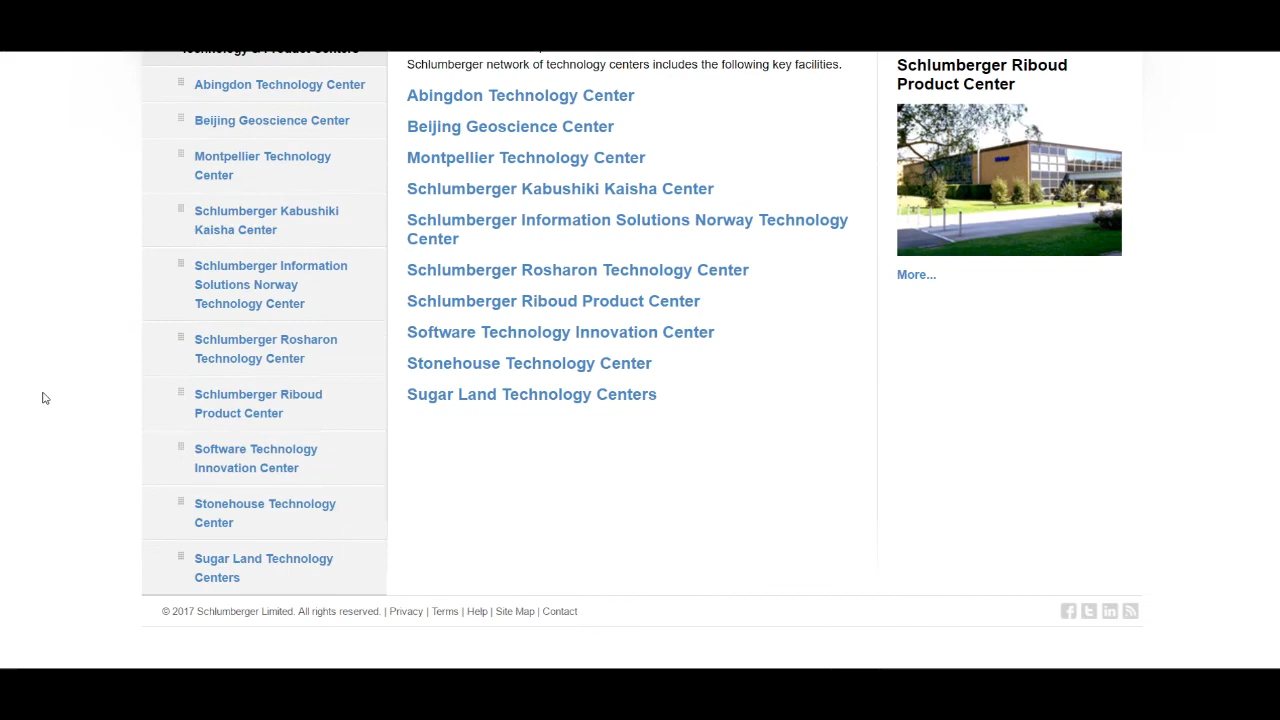 Technology & Product Centers
Abingdon Technology Center
Beijing Geoscience Center
Montpellier Technology
Center
Schlumberger Kabushiki
Kaisha Center
Schlumberger Information
Solutions Norway
Technology Center
Schlumberger Rosharon
Technology Center
Schlumberger Riboud
Product Center
Software Technology
Innovation Center
Stonehouse Technology
Center
Sugar Land Technology
Centers
Schlumberger network of technology centers includes the following key facilities.
Abingdon Technology Center
Beijing Geoscience Center
Montpellier Technology Center
Schlumberger Kabushiki Kaisha Center
Schlumberger Information Solutions Norway Technology
Center
Schlumberger Rosharon Technology Center
Schlumberger Riboud Product Center
Software Technology Innovation Center
Stonehouse Technology Center
Sugar Land Technology Centers
Schlumberger Riboud
Product Center
More...
© 2017 Schlumberger Limited. All rights reserved. | Privacy | Terms | Help | Site Map | Contact